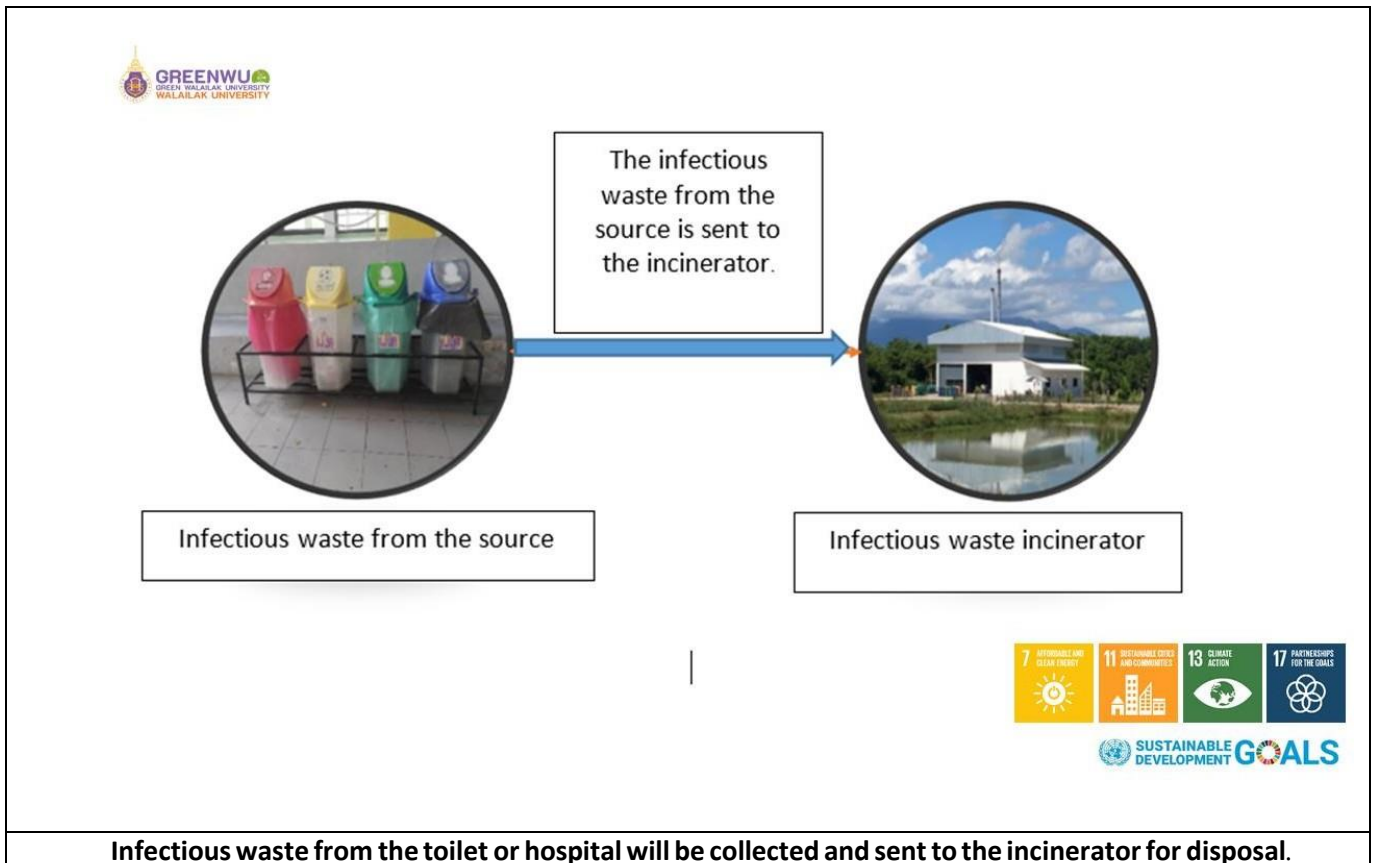 GREENWU
GREEN WALAILAK UNIVERSITY
WALAILAK UNIVERSITY
The infectious
waste from the
source is sent to
the incinerator.
Infectious waste from the source
Infectious waste incinerator
7 AFFORDABLE AND CLEAN ENERGY
11 SUSTAINABLE CITIES AND COMMUNITIES
13 CLIMATE ACTION
17 PARTNERSHIPS FOR THE GOALS
SUSTAINABLE
DEVELOPMENT GOALS
Infectious waste from the toilet or hospital will be collected and sent to the incinerator for disposal.